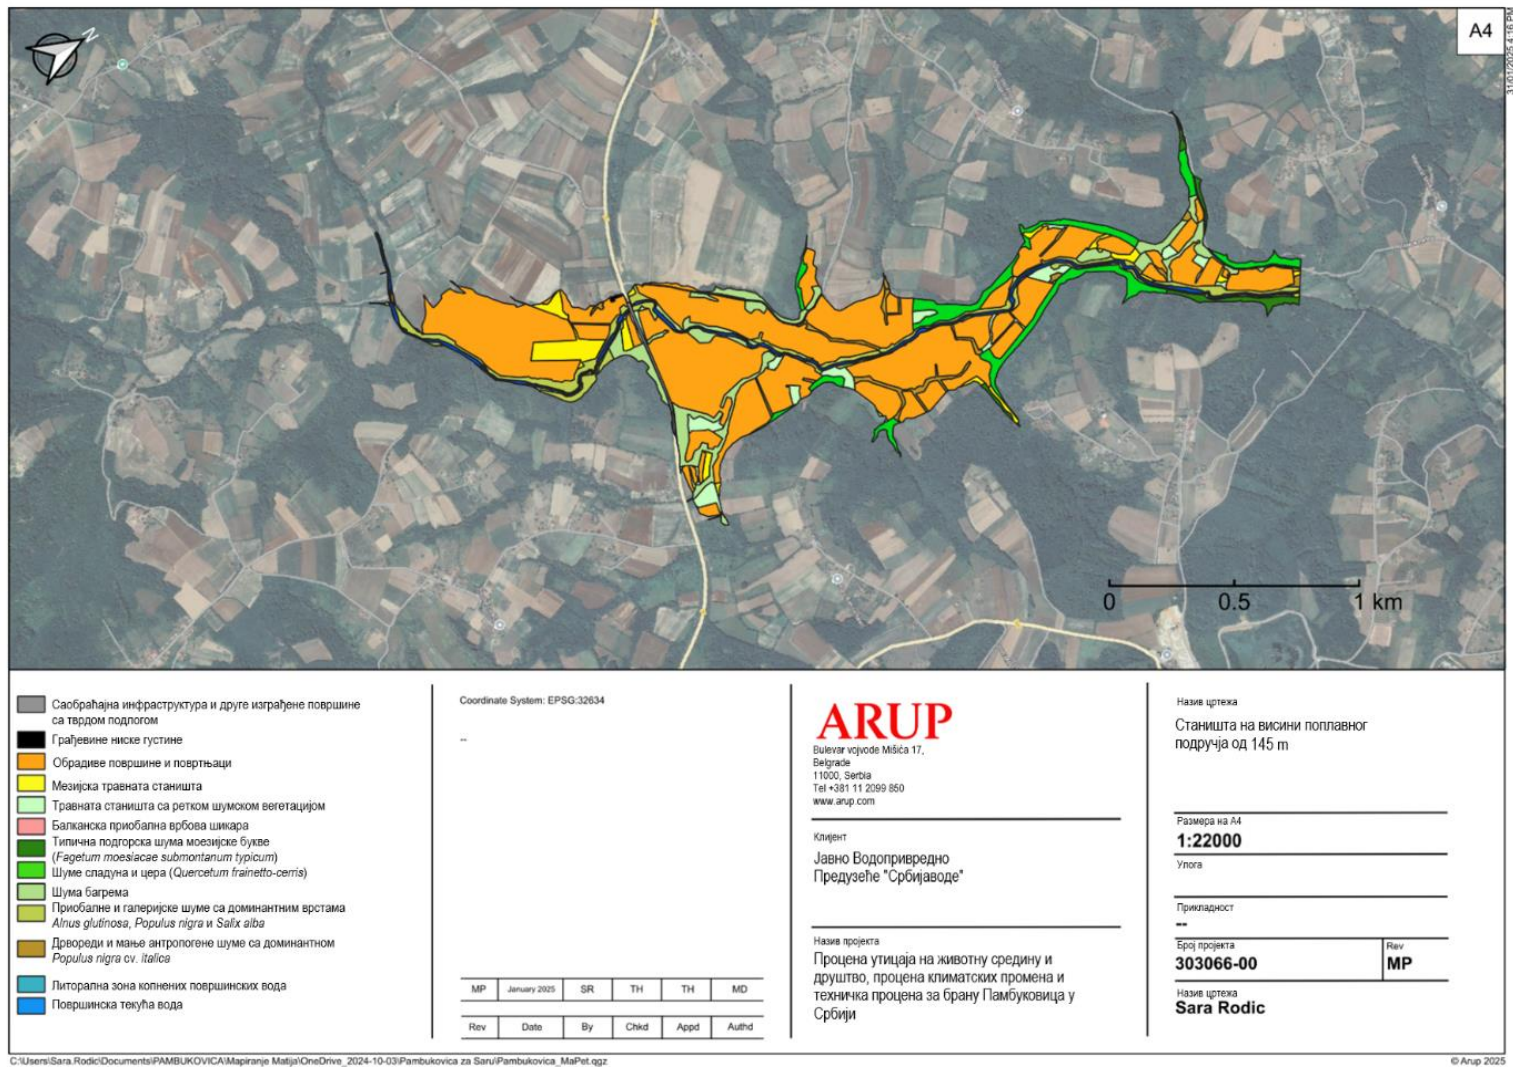 A4
31/01/2025 4:16 PM
N
0 0.5 1 km
Саобраћајна инфраструктура и друге изграђене површине
са тврдом подлогом
Грађевине ниске густине
Обрадиве површине и повртњаци
Мезијска травната станишта
Травната станишта са ретком шумском вегетацијом
Балканска приобална врбова шикара
Типична подгорска шума моезијске букве
(Fagetum moesiacae submontanum typicum)
Шуме сладуна и цера (Quercetum frainetto-cerris)
Шума багрема
Приобалне и галеријске шуме са доминантним врстама
Alnus glutinosa, Populus nigra и Salix alba
Дрвореди и мање антропогене шуме са доминантном
Populus nigra cv. italica
Литорална зона копнених површинских вода
Површинска текућа вода
Coordinate System: EPSG:32634
--
MP January 2025 SR TH TH MD
Rev Date By Chkd Appd Authd
ARUP
Bulevar vojvode Mišića 17,
Belgrade
11000, Serbia
Tel +381 11 2099 850
www.arup.com
Клијент
Јавно Водопривредно
Предузеће "Србијаводе"
Назив пројекта
Процена утицаја на животну средину и
друштво, процена климатских промена и
техничка процена за брану Памбуковица у
Србији
Назив цртежа
Станишта на висини поплавног
подручја од 145 m
Размера на А4
1:22000
Улога
Прикладност
--
Број пројекта
303066-00
Rev
MP
Назив цртежа
Sara Rodic
C:\Users\Sara.Rodic\Documents\PAMBUKOVICA\Mapiranje Matija\OneDrive_2024-10-03\Pambukovica za Saru\Pambukovica_MaPet.qgz
© Arup 2025